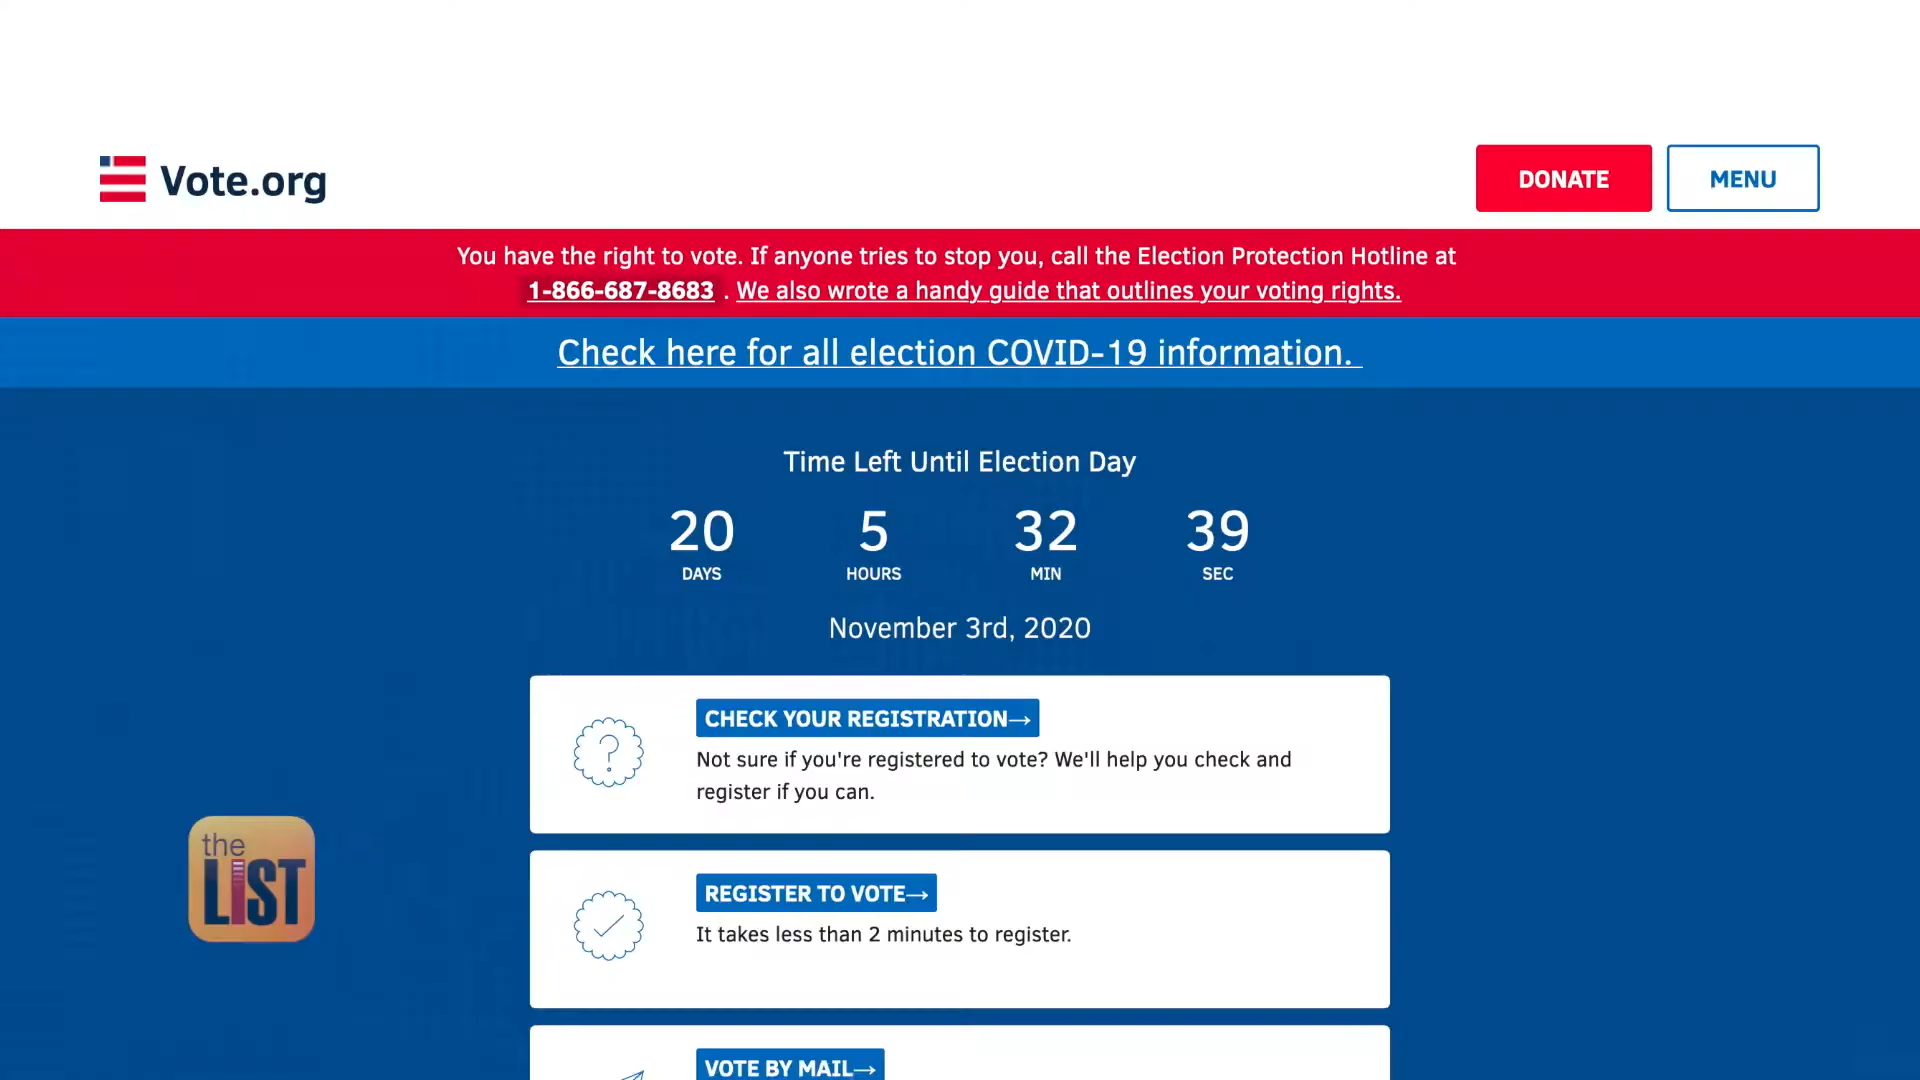 Vote.org
DONATE
MENU
You have the right to vote. If anyone tries to stop you, call the Election Protection Hotline at
1-866-687-8683 . We also wrote a handy guide that outlines your voting rights.
Check here for all election COVID-19 information.
Time Left Until Election Day
20 5 32 39
DAYS HOURS MIN SEC
November 3rd, 2020
CHECK YOUR REGISTRATION→
Not sure if you're registered to vote? We'll help you check and
register if you can.
the
LIST
REGISTER TO VOTE→
It takes less than 2 minutes to register.
VOTE BY MAIL→